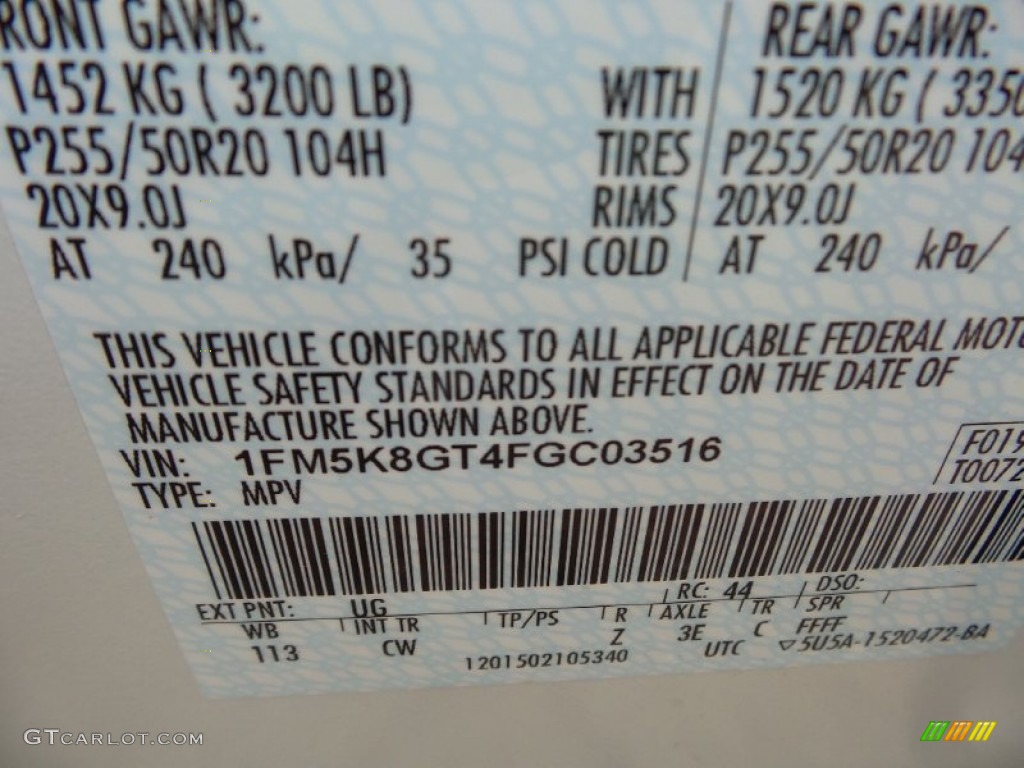 RONT GAWR: REAR GAWR:
1452 KG ( 3200 LB) WITH 1520 KG ( 3350
P255/50R20 104H TIRES P255/50R20 104
20X9.0J RIMS 20X9.0J
AT 240 kPa/ 35 PSI COLD AT 240 kPa/
THIS VEHICLE CONFORMS TO ALL APPLICABLE FEDERAL MOTO
VEHICLE SAFETY STANDARDS IN EFFECT ON THE DATE OF
MANUFACTURE SHOWN ABOVE.
VIN: 1FM5K8GT4FGC03516 F019
TYPE: MPV T0072
EXT PNT: UG RC: 44 DSO:
WB INT TR TP/PS R AXLE TR SPR
113 CW Z 3E C FFFF
1201502105340 UTC ▽5U5A-1520472-BA
GTCARLOT.COM